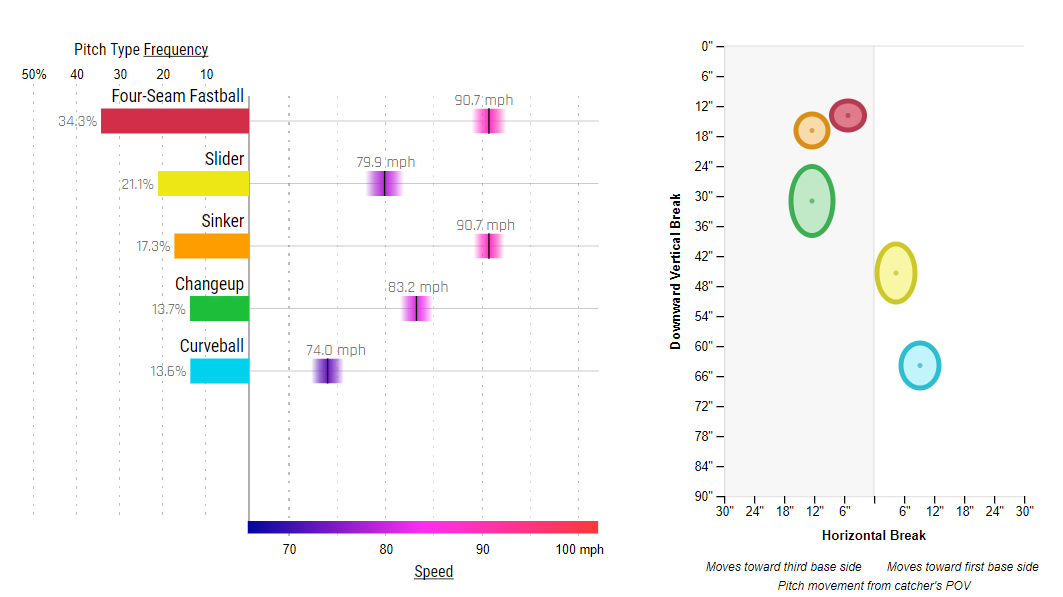 Pitch Type Frequency
50% 40 30 20 10
Four-Seam Fastball
34.3%
90.7 mph
Slider
21.1%
79.9 mph
Sinker
17.3%
90.7 mph
Changeup
13.7%
83.2 mph
Curveball
13.6%
74.0 mph
70 80 90 100 mph
Speed
0"
6"
12"
18"
24"
30"
36"
42"
48"
54"
60"
66"
72"
78"
84"
90"
Downward Vertical Break
30" 24" 18" 12" 6" 6" 12" 18" 24" 30"
Horizontal Break
Moves toward third base side Moves toward first base side
Pitch movement from catcher's POV